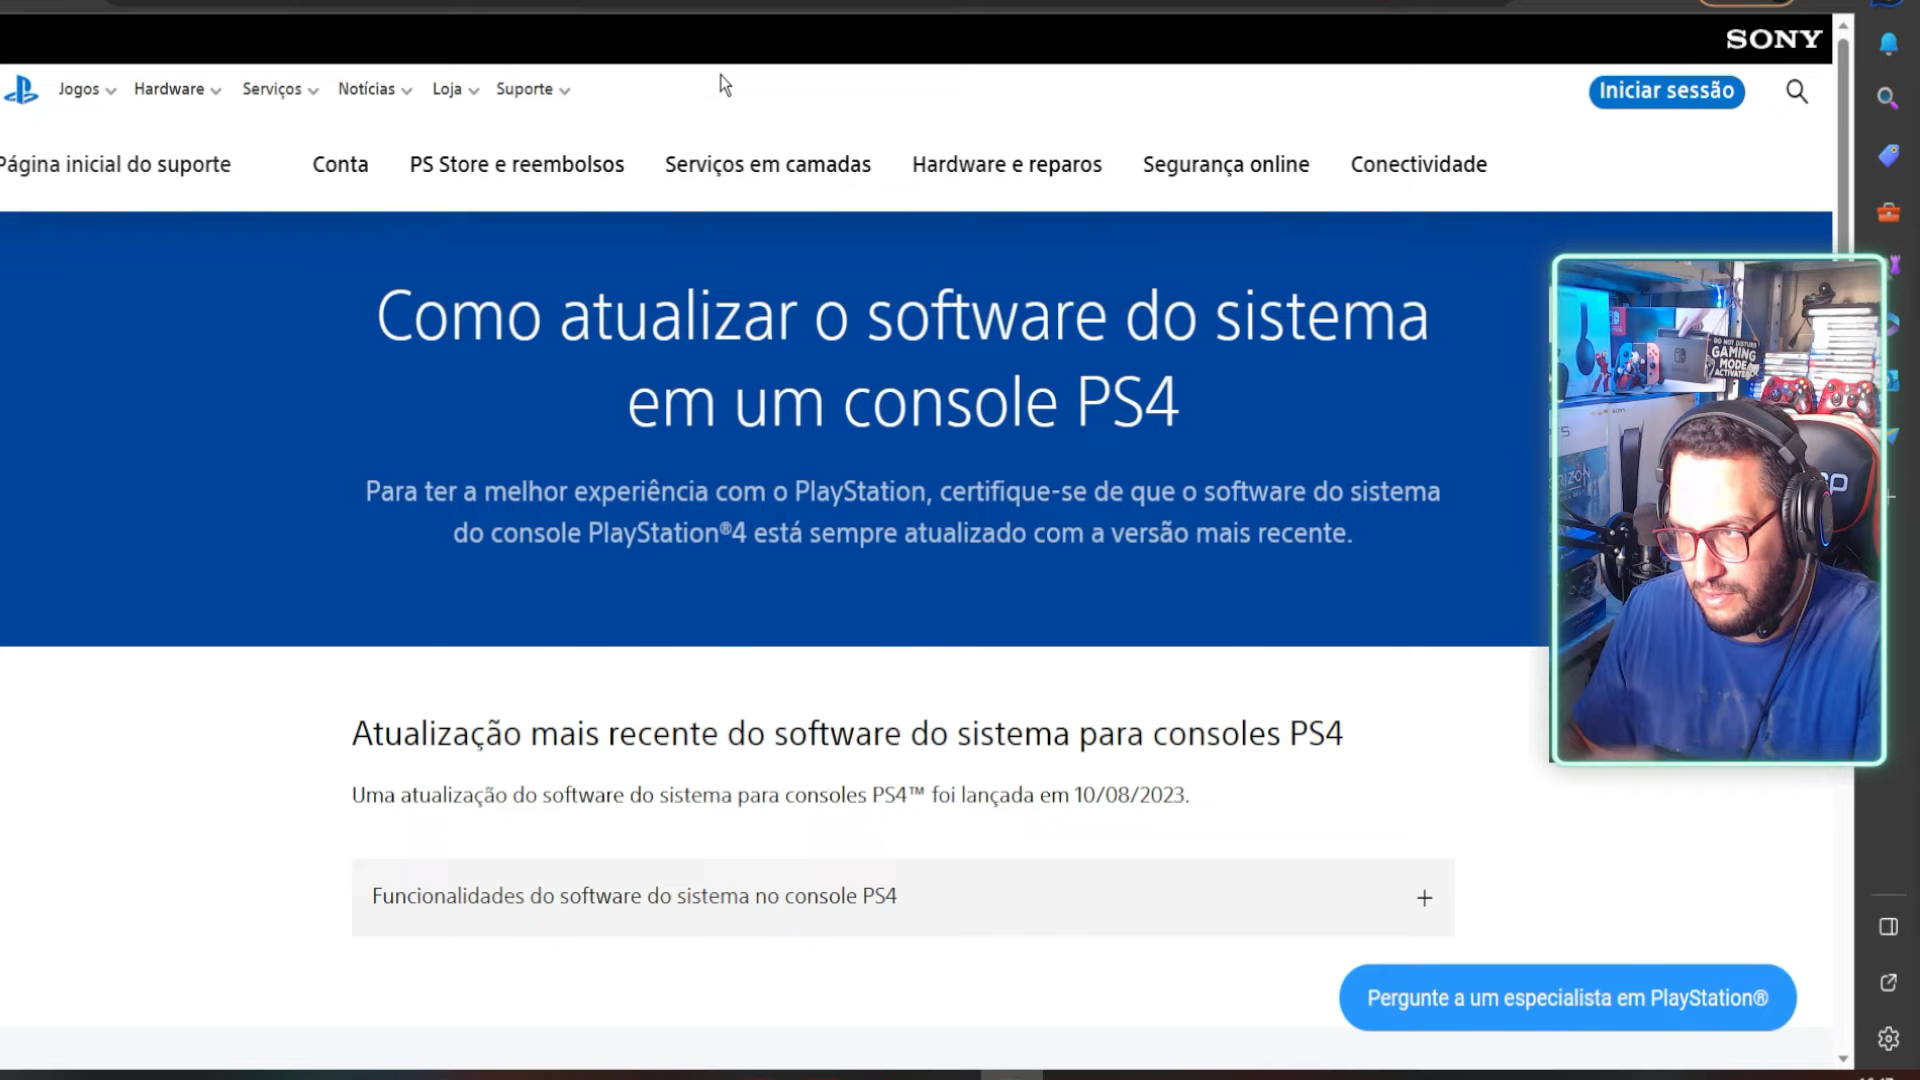 SONY
Jogos Hardware Serviços Notícias Loja Suporte
Iniciar sessão
Página inicial do suporte Conta PS Store e reembolsos Serviços em camadas Hardware e reparos Segurança online Conectividade
Como atualizar o software do sistema
em um console PS4
Para ter a melhor experiência com o PlayStation, certifique-se de que o software do sistema
do console PlayStation®4 está sempre atualizado com a versão mais recente.
DO NOT DISTURB
GAMING
MODE
ACTIVATED
Atualização mais recente do software do sistema para consoles PS4
Uma atualização do software do sistema para consoles PS4™ foi lançada em 10/08/2023.
Funcionalidades do software do sistema no console PS4
Pergunte a um especialista em PlayStation®